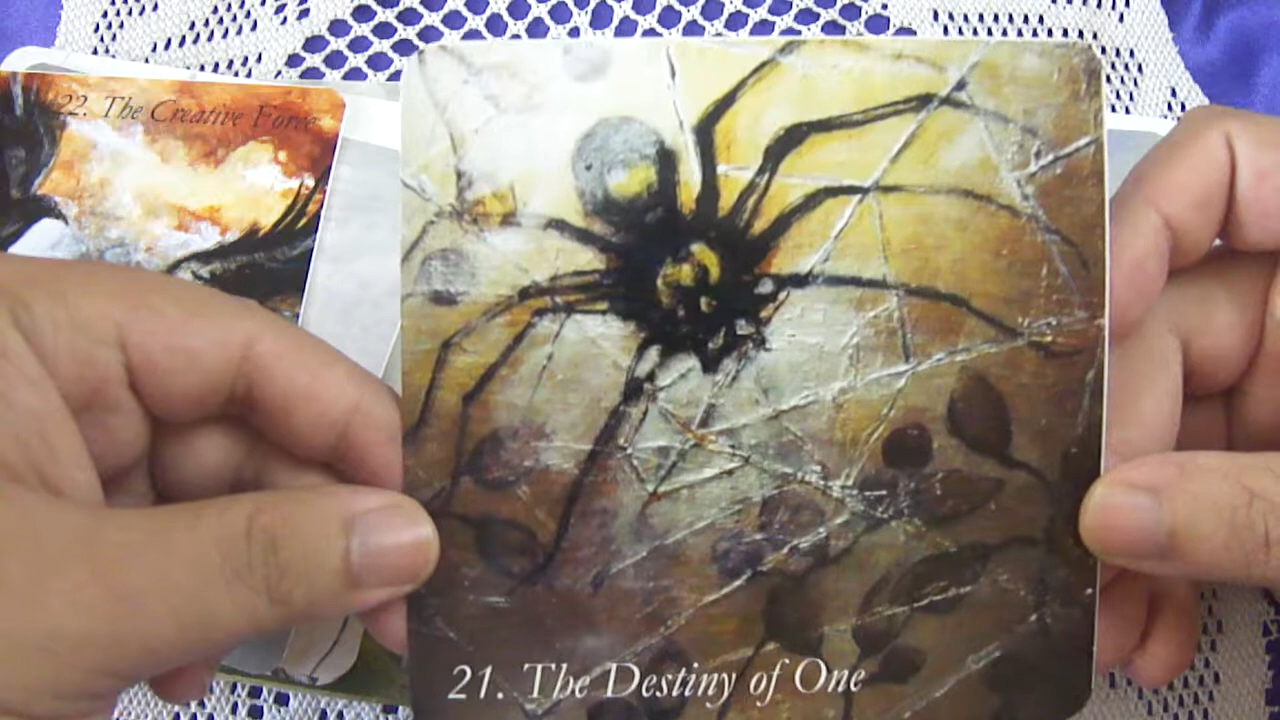 22. The Creative Force
21. The Destiny of One